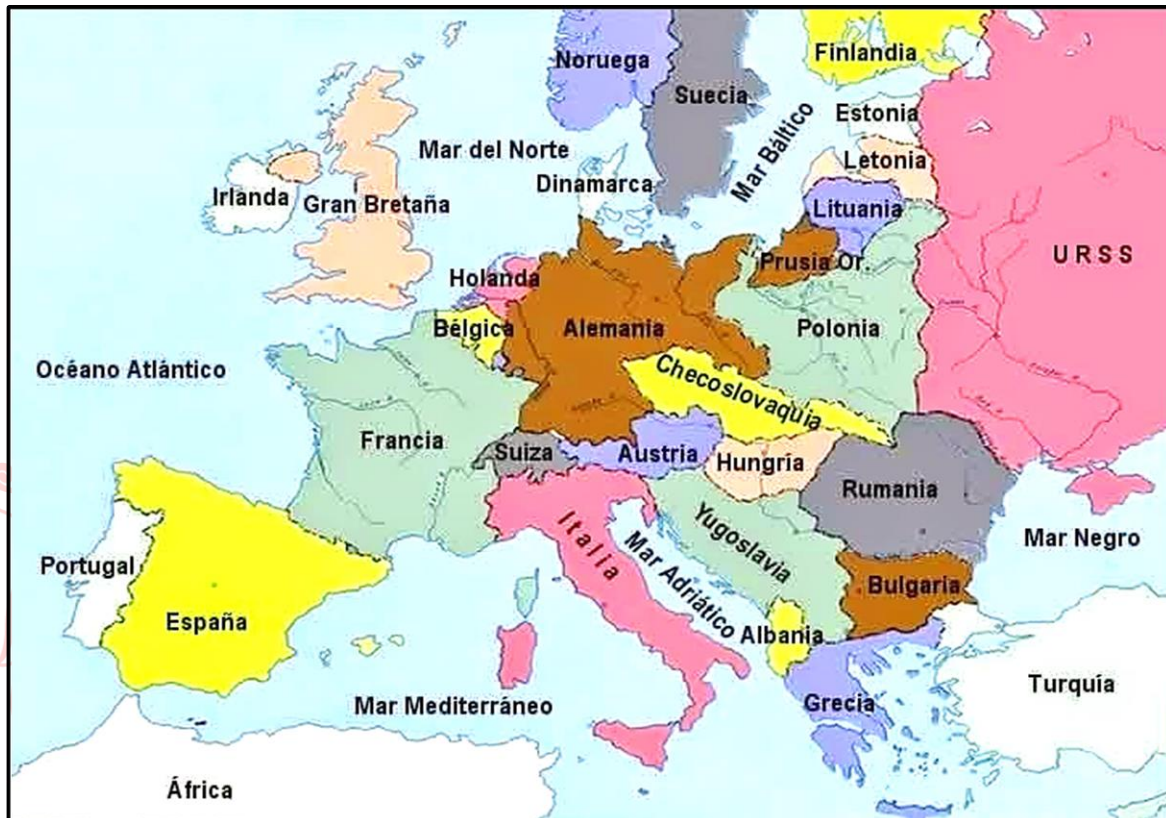 Noruega
Finlandia
Suecia
Estonia
Mar del Norte
Mar Báltico
Letonia
Dinamarca
Irlanda
Gran Bretaña
Lituania
Holanda
Prusia Or.
U R S S
Bélgica
Alemania
Polonia
Océano Atlántico
Checoslovaquia
Francia
Suiza
Austria
Hungría
Rumania
Portugal
Italia
Mar Adriático
Yugoslavia
Mar Negro
España
Bulgaria
Albania
Mar Mediterráneo
Grecia
Turquía
África